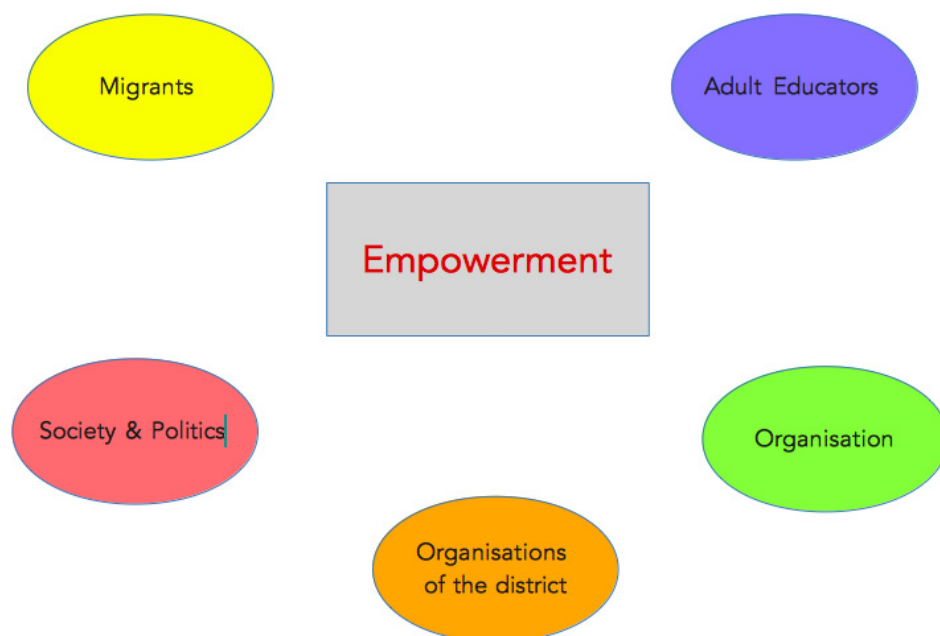 Migrants
Adult Educators
Empowerment
Society & Politics
Organisation
Organisations
of the district